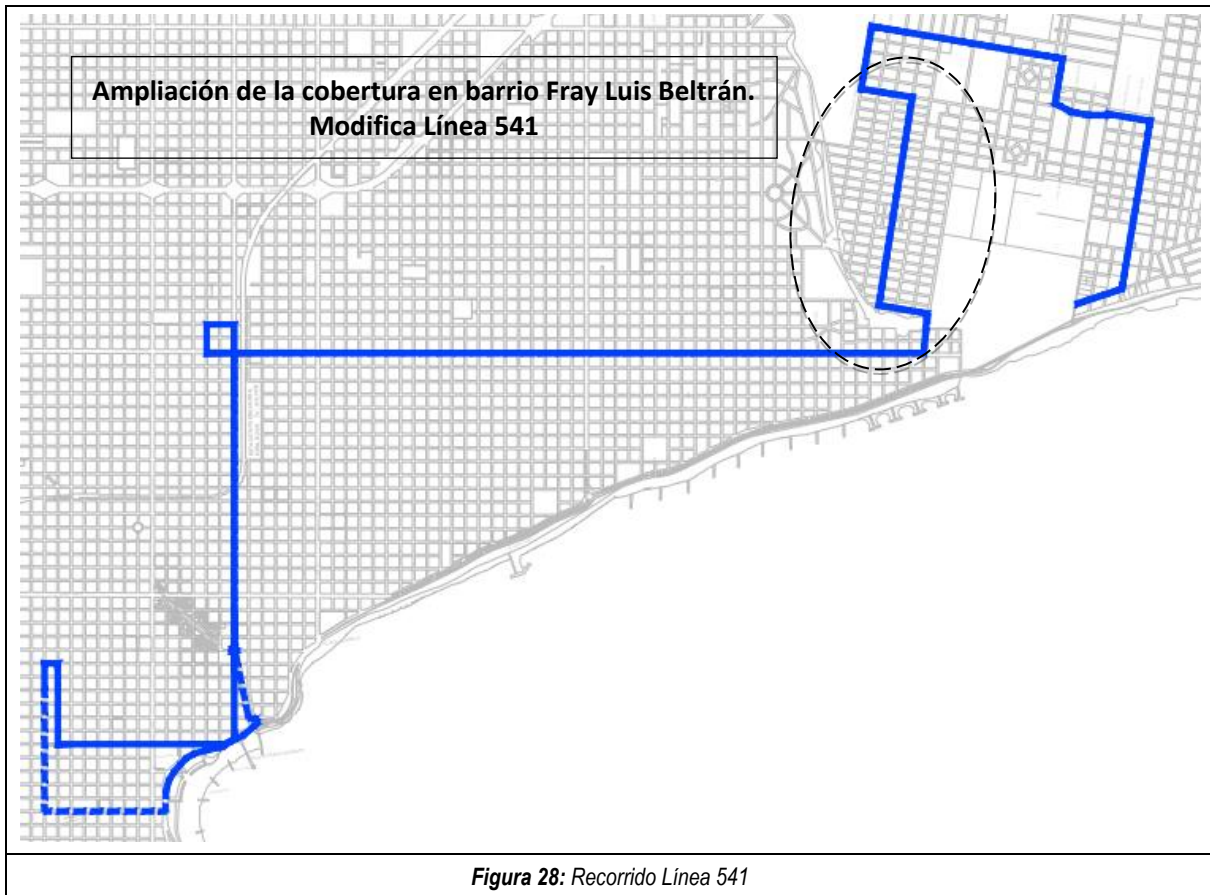 Ampliación de la cobertura en barrio Fray Luis Beltrán.
Modifica Línea 541
Figura 28: Recorrido Línea 541